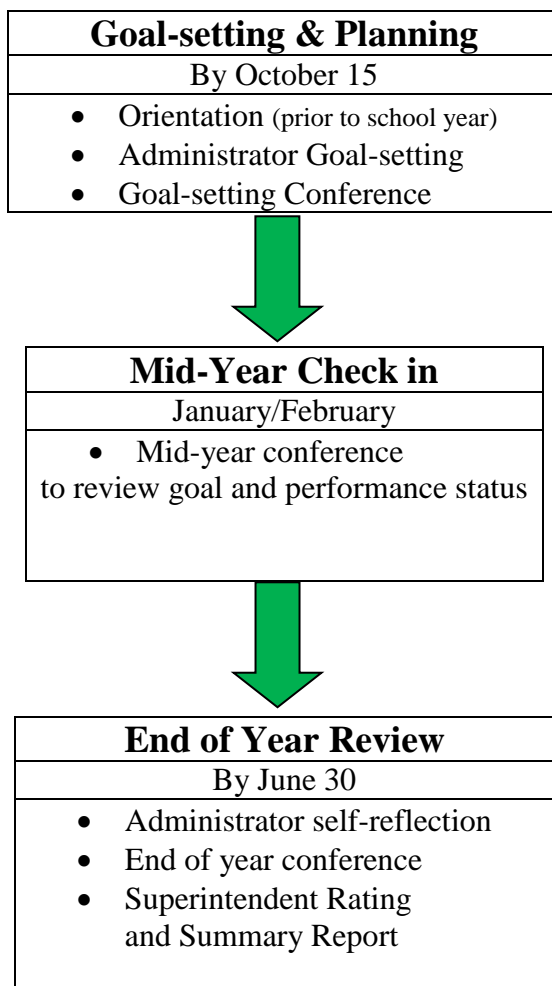 Goal-setting & Planning
By October 15
• Orientation (prior to school year)
• Administrator Goal-setting
• Goal-setting Conference
Mid-Year Check in
January/February
• Mid-year conference
to review goal and performance status
End of Year Review
By June 30
• Administrator self-reflection
• End of year conference
• Superintendent Rating
and Summary Report